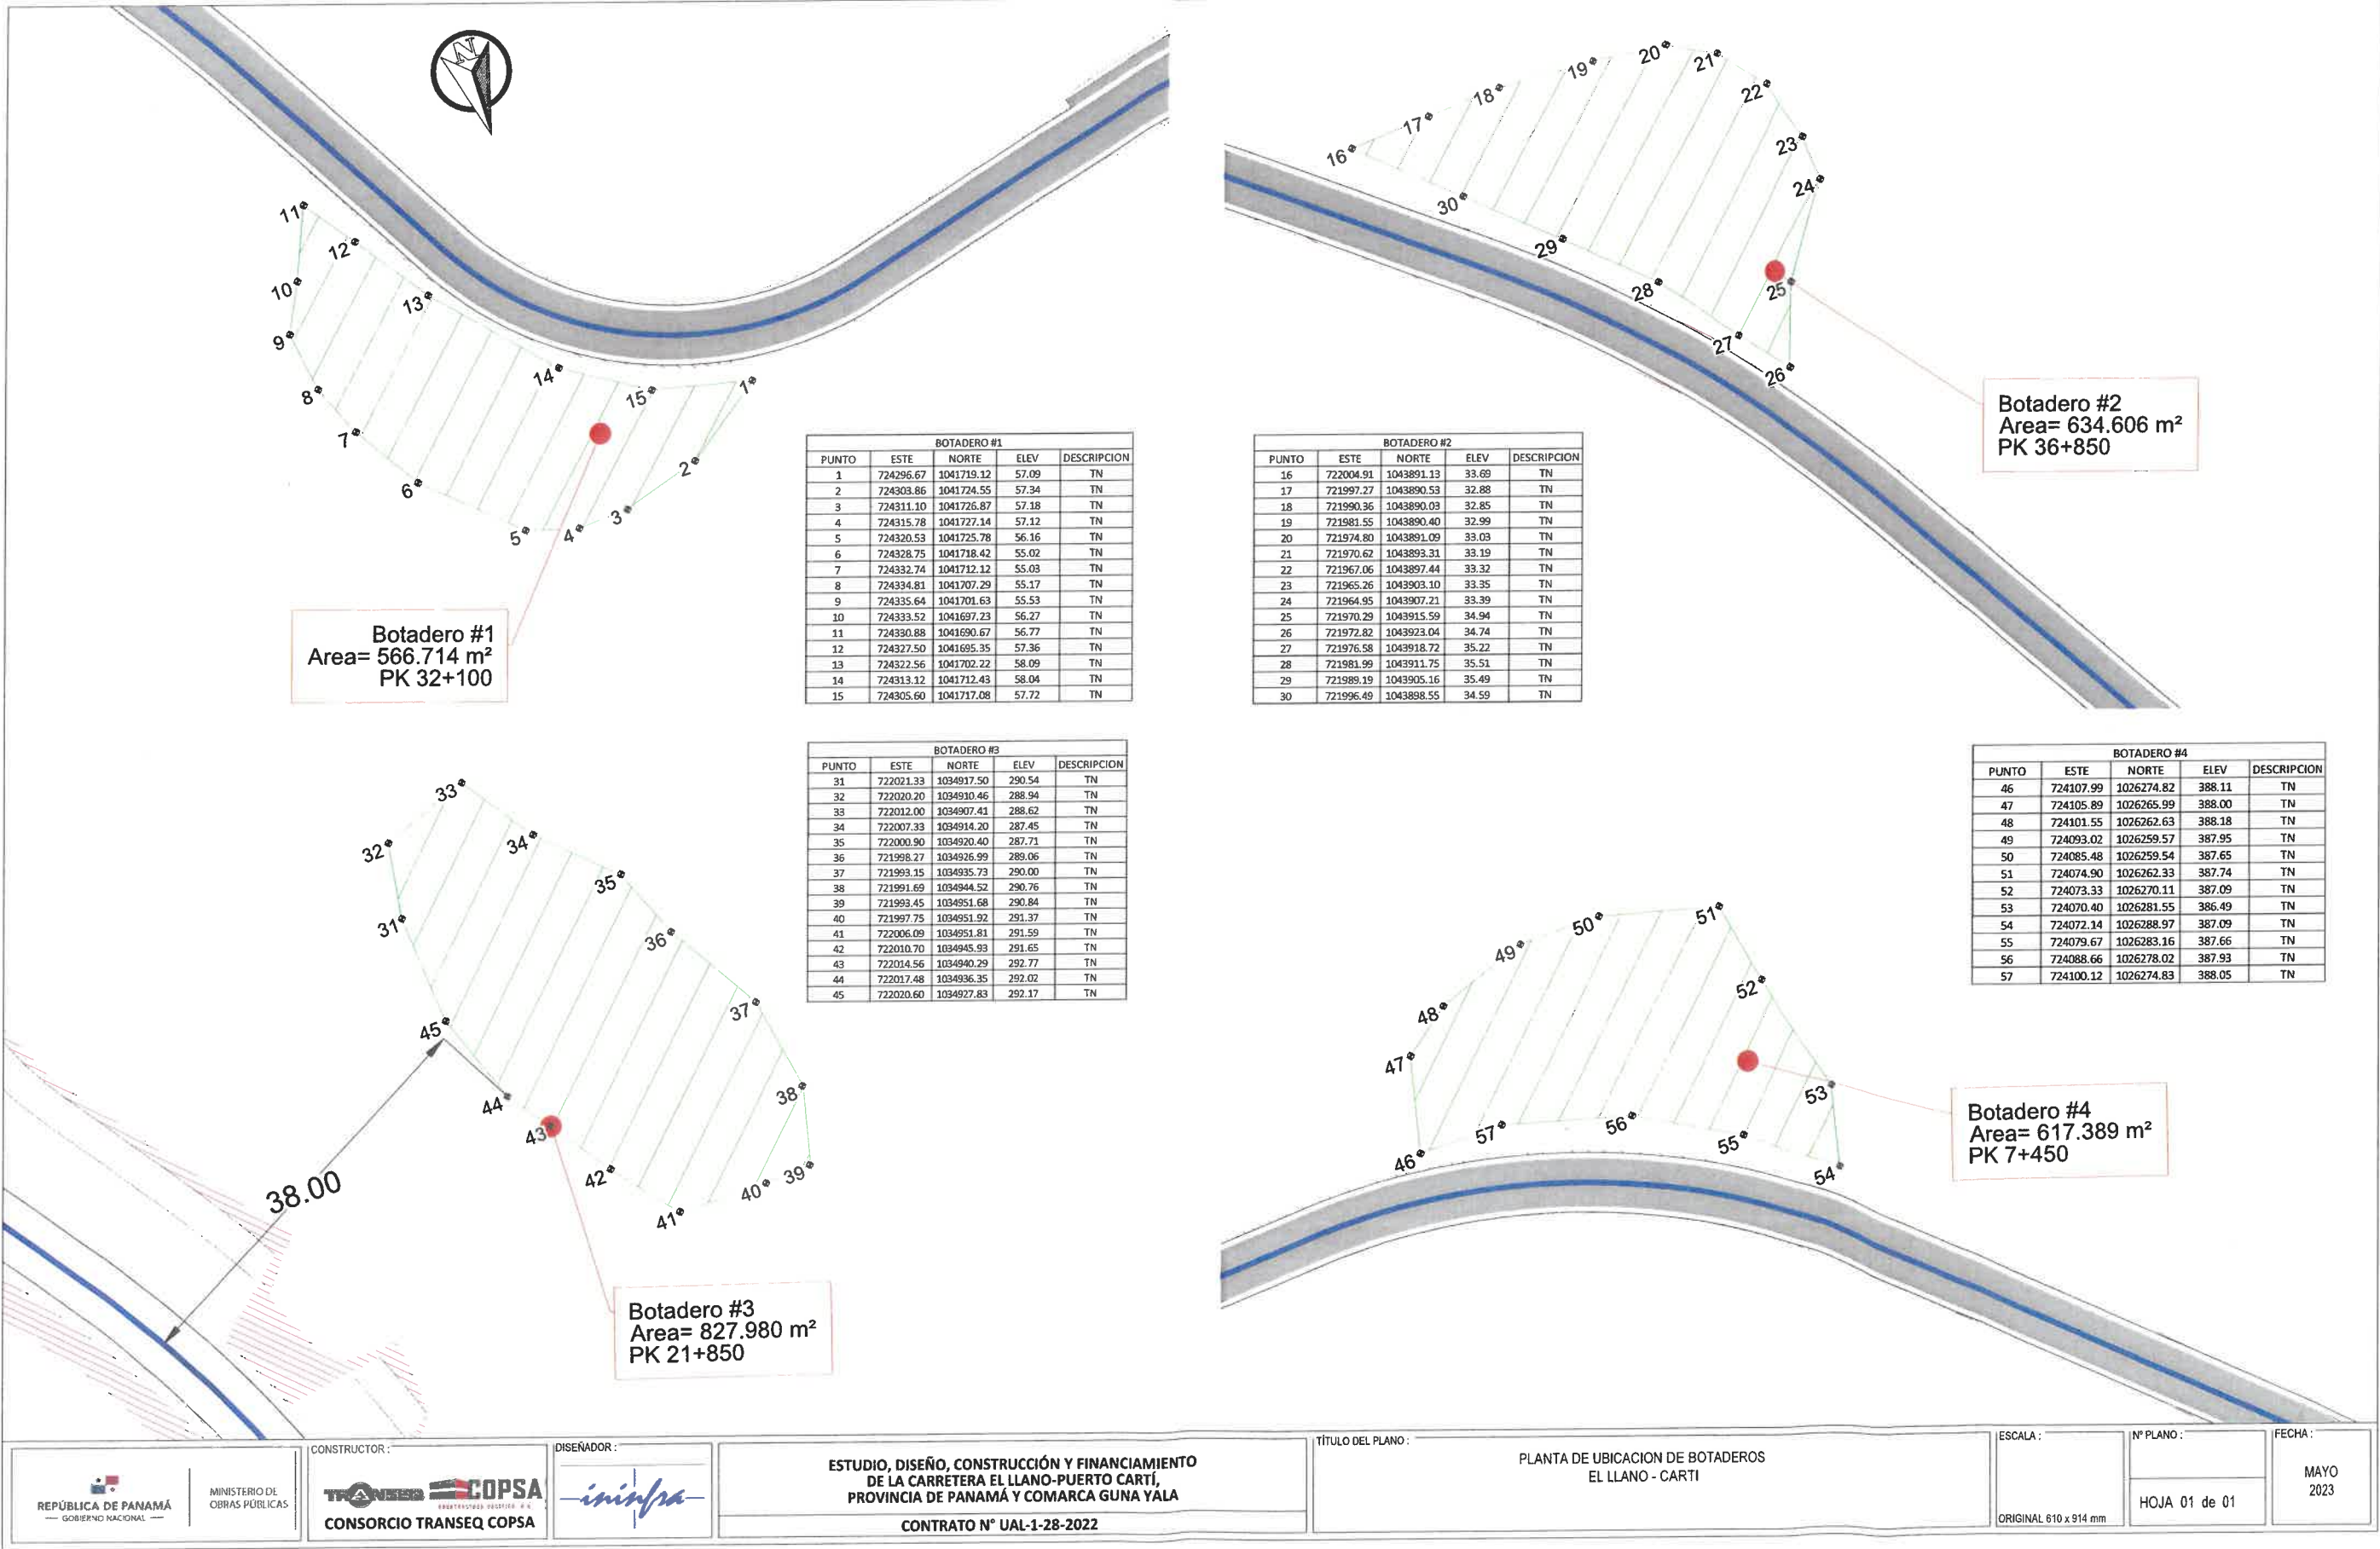 N
11
12
10
13
9
8
14
15
1
7
2
6
3
5
4
Botadero #1
Area= 566.714 m²
PK 32+100
20
21
19
22
18
17
23
16
24
30
29
25
28
27
26
Botadero #2
Area= 634.606 m²
PK 36+850
BOTADERO #1
PUNTO ESTE NORTE ELEV DESCRIPCION
1 724296.67 1041719.12 57.09 TN
2 724303.86 1041724.55 57.34 TN
3 724311.10 1041726.87 57.18 TN
4 724315.78 1041727.14 57.12 TN
5 724320.53 1041725.78 56.16 TN
6 724328.75 1041718.42 55.02 TN
7 724332.74 1041712.12 55.03 TN
8 724334.81 1041707.29 55.17 TN
9 724335.64 1041701.63 55.53 TN
10 724333.52 1041697.23 56.27 TN
11 724330.88 1041690.67 56.77 TN
12 724327.50 1041695.35 57.36 TN
13 724322.56 1041702.22 58.09 TN
14 724313.12 1041712.43 58.04 TN
15 724305.60 1041717.08 57.72 TN
BOTADERO #2
PUNTO ESTE NORTE ELEV DESCRIPCION
16 722004.91 1043891.13 33.69 TN
17 721997.27 1043890.53 32.88 TN
18 721990.36 1043890.03 32.85 TN
19 721981.55 1043890.40 32.99 TN
20 721974.80 1043891.09 33.03 TN
21 721970.62 1043893.31 33.19 TN
22 721967.06 1043897.44 33.32 TN
23 721965.26 1043903.10 33.35 TN
24 721964.95 1043907.21 33.39 TN
25 721970.29 1043915.59 34.94 TN
26 721972.82 1043923.04 34.74 TN
27 721976.58 1043918.72 35.22 TN
28 721981.99 1043911.75 35.51 TN
29 721989.19 1043905.16 35.49 TN
30 721996.49 1043898.55 34.59 TN
BOTADERO #3
PUNTO ESTE NORTE ELEV DESCRIPCION
31 722021.33 1034917.50 290.54 TN
32 722020.20 1034910.46 288.94 TN
33 722012.00 1034907.41 288.62 TN
34 722007.33 1034914.20 287.45 TN
35 722000.90 1034920.40 287.71 TN
36 721998.27 1034926.99 289.06 TN
37 721993.15 1034935.73 290.00 TN
38 721991.69 1034944.52 290.76 TN
39 721993.45 1034951.68 290.84 TN
40 721997.75 1034951.92 291.37 TN
41 722006.09 1034951.81 291.59 TN
42 722010.70 1034945.93 291.65 TN
43 722014.56 1034940.29 292.77 TN
44 722017.48 1034936.35 292.02 TN
45 722020.60 1034927.83 292.17 TN
BOTADERO #4
PUNTO ESTE NORTE ELEV DESCRIPCION
46 724107.99 1026274.82 388.11 TN
47 724105.89 1026265.99 388.00 TN
48 724101.55 1026262.63 388.18 TN
49 724093.02 1026259.57 387.95 TN
50 724085.48 1026259.54 387.65 TN
51 724074.90 1026262.33 387.74 TN
52 724073.33 1026270.11 387.09 TN
53 724070.40 1026281.55 386.49 TN
54 724072.14 1026288.97 387.09 TN
55 724079.67 1026283.16 387.66 TN
56 724088.66 1026278.02 387.93 TN
57 724100.12 1026274.83 388.05 TN
33
34
32
35
31
36
37
45
38
44
43
42
40
39
41
38.00
Botadero #3
Area= 827.980 m²
PK 21+850
51
50
49
52
48
47
53
57
56
55
46
54
Botadero #4
Area= 617.389 m²
PK 7+450
REPÚBLICA DE PANAMÁ
— GOBIERNO NACIONAL —
MINISTERIO DE
OBRAS PÚBLICAS
CONSTRUCTOR :
TRANSEQ COPSA
CONSORCIO TRANSEQ COPSA
DISEÑADOR :
ininfra
ESTUDIO, DISEÑO, CONSTRUCCIÓN Y FINANCIAMIENTO
DE LA CARRETERA EL LLANO-PUERTO CARTÍ,
PROVINCIA DE PANAMÁ Y COMARCA GUNA YALA
CONTRATO N° UAL-1-28-2022
TÍTULO DEL PLANO :
PLANTA DE UBICACION DE BOTADEROS
EL LLANO - CARTI
ESCALA :
ORIGINAL 610 x 914 mm
N° PLANO :
HOJA 01 de 01
FECHA :
MAYO
2023